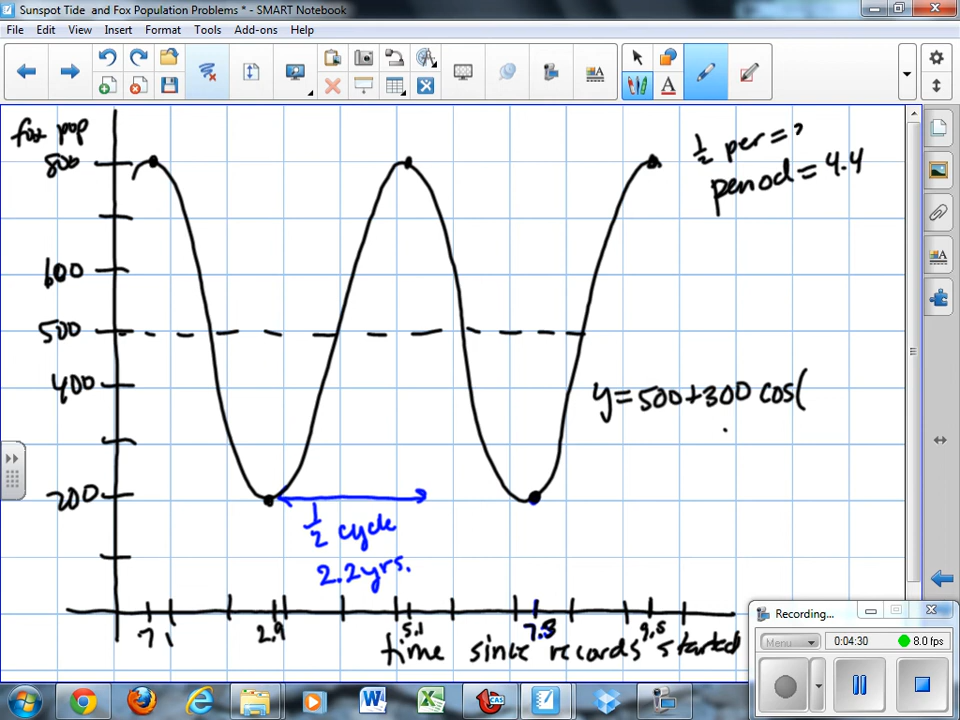 Sunspot Tide and Fox Population Problems * - SMART Notebook
File Edit View Insert Format Tools Add-ons Help
fox pop
800
600
500
400
200
1/2 per = ?
period = 4.4
y = 500+300 cos(
1/2 cycle
2.2 yrs.
.7 1 2.9 5.1 7.3 9.5
time since records started
Recording...
Menu
0:04:30
8.0 fps